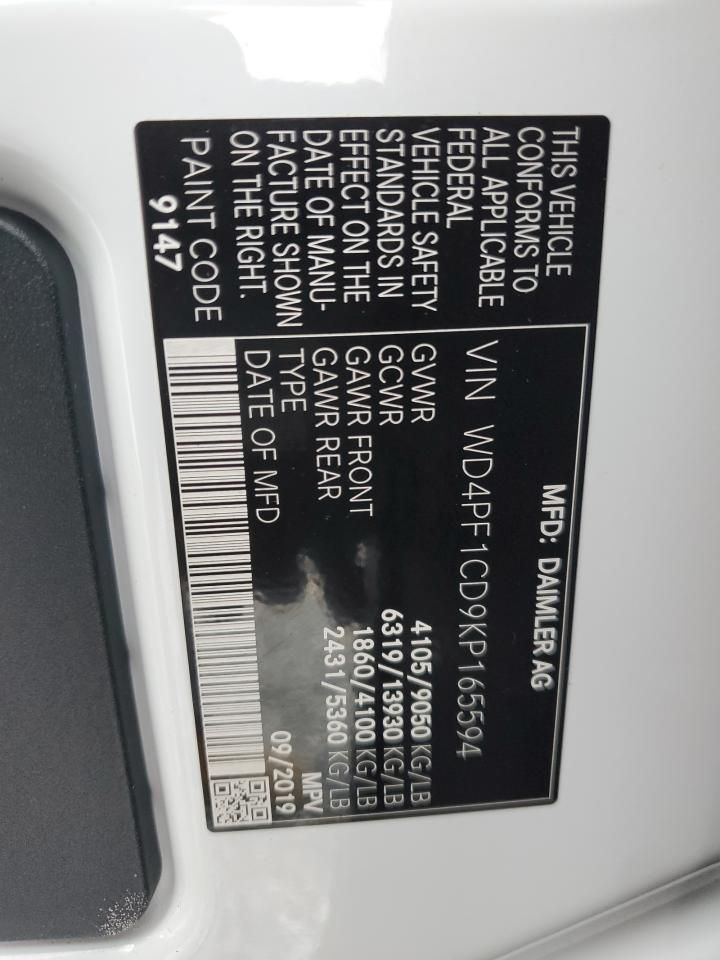 THIS VEHICLE
CONFORMS TO
ALL APPLICABLE
FEDERAL
VEHICLE SAFETY
STANDARDS IN
EFFECT ON THE
DATE OF MANU-
FACTURE SHOWN
ON THE RIGHT.
PAINT CODE
9147
MFD: DAIMLER AG
VIN WD4PF1CD9KP165594
GVWR 4105/9050 KG/LB
GCWR 6319/13930 KG/LB
GAWR FRONT 1860/4100 KG/LB
GAWR REAR 2431/5360 KG/LB
TYPE MPV
DATE OF MFD 09/2019